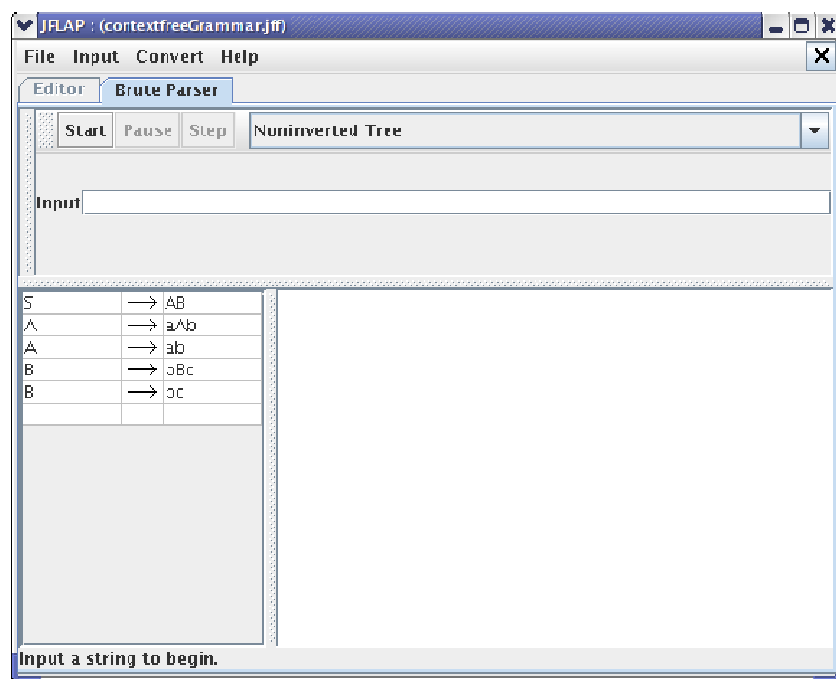 JFLAP : (contextfreeGrammar.jff)
File Input Convert Help
Editor Brute Parser
Start Pause Step Noninverted Tree
Input
S → AB
A → aAb
A → ab
B → bBc
B → bc
Input a string to begin.